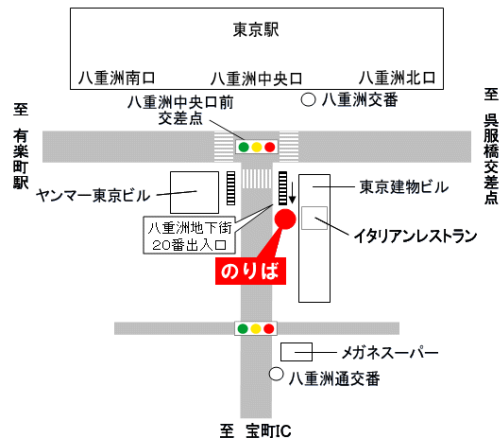 東京駅
八重洲南口
八重洲中央口
八重洲北口
八重洲中央口前
交差点
八重洲交番
至 有楽町駅
至 呉服橋交差点
ヤンマー東京ビル
東京建物ビル
八重洲地下街
20番出入口
イタリアンレストラン
のりば
メガネスーパー
八重洲通交番
至 宝町IC